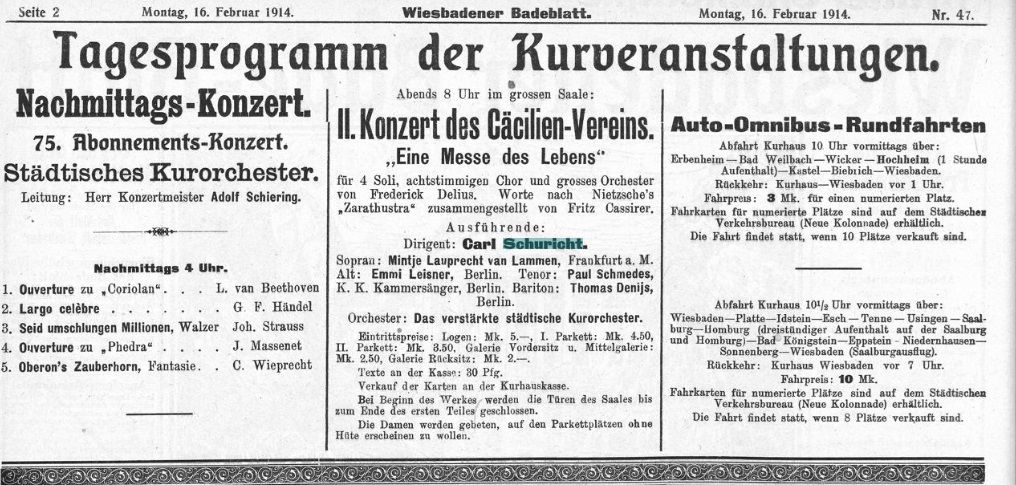 Seite 2 Montag, 16. Februar 1914. Wiesbadener Badeblatt. Montag, 16. Februar 1914. Nr. 47.
Tagesprogramm der Kurveranstaltungen.
Nachmittags-Konzert.
75. Abonnements-Konzert.
Städtisches Kurorchester.
Leitung: Herr Konzertmeister Adolf Schiering.
Nachmittags 4 Uhr.
1. Ouverture zu „Coriolan“ . . . L. van Beethoven
2. Largo célèbre . . . . . . . G. F. Händel
3. Seid umschlungen Millionen, Walzer Joh. Strauss
4. Ouverture zu „Phedra“ . . . J. Massenet
5. Oberon's Zauberhorn, Fantasie . . C. Wieprecht
Abends 8 Uhr im grossen Saale:
II. Konzert des Cäcilien-Vereins.
„Eine Messe des Lebens“
für 4 Soli, achtstimmigen Chor und grosses Orchester
von Frederick Delius. Worte nach Nietzsche's
„Zarathustra“ zusammengestellt von Fritz Cassirer.
Ausführende:
Dirigent: Carl Schuricht.
Sopran: Mintje Lauprecht van Lammen, Frankfurt a. M.
Alt: Emmi Leisner, Berlin. Tenor: Paul Schmedes,
K. K. Kammersänger, Berlin. Bariton: Thomas Denijs,
Berlin.
Orchester: Das verstärkte städtische Kurorchester.
Eintrittspreise: Logen: Mk. 5.—, I. Parkett: Mk. 4.50,
II. Parkett: Mk. 3.50, Galerie Vordersitz u. Mittelgalerie:
Mk. 2.50, Galerie Rücksitz: Mk. 2.—.
Texte an der Kasse: 30 Pfg.
Verkauf der Karten an der Kurhauskasse.
Bei Beginn des Werkes werden die Türen des Saales bis
zum Ende des ersten Teiles geschlossen.
Die Damen werden gebeten, auf den Parkettplätzen ohne
Hüte erscheinen zu wollen.
Auto-Omnibus-Rundfahrten
Abfahrt Kurhaus 10 Uhr vormittags über:
Erbenheim—Bad Weilbach—Wicker—Hochheim (1 Stunde
Aufenthalt)—Kastel—Biebrich—Wiesbaden.
Rückkehr: Kurhaus—Wiesbaden vor 1 Uhr.
Fahrpreis: 3 Mk. für einen numerierten Platz.
Fahrkarten für numerierte Plätze sind auf dem Städtischen
Verkehrsbureau (Neue Kolonnade) erhältlich.
Die Fahrt findet statt, wenn 10 Plätze verkauft sind.
Abfahrt Kurhaus 10½ Uhr vormittags über:
Wiesbaden—Platte—Idstein—Esch—Tenne—Usingen—Saal-
burg—Homburg (dreistündiger Aufenthalt auf der Saalburg
und Homburg)—Bad Königstein—Eppstein-Niedernhausen—
Sonnenberg—Wiesbaden (Saalburgausflug).
Rückkehr: Kurhaus Wiesbaden vor 7 Uhr.
Fahrpreis: 10 Mk.
Fahrkarten für numerierte Plätze sind auf dem Städtischen
Verkehrsbureau (Neue Kolonnade) erhältlich.
Die Fahrt findet statt, wenn 8 Plätze verkauft sind.